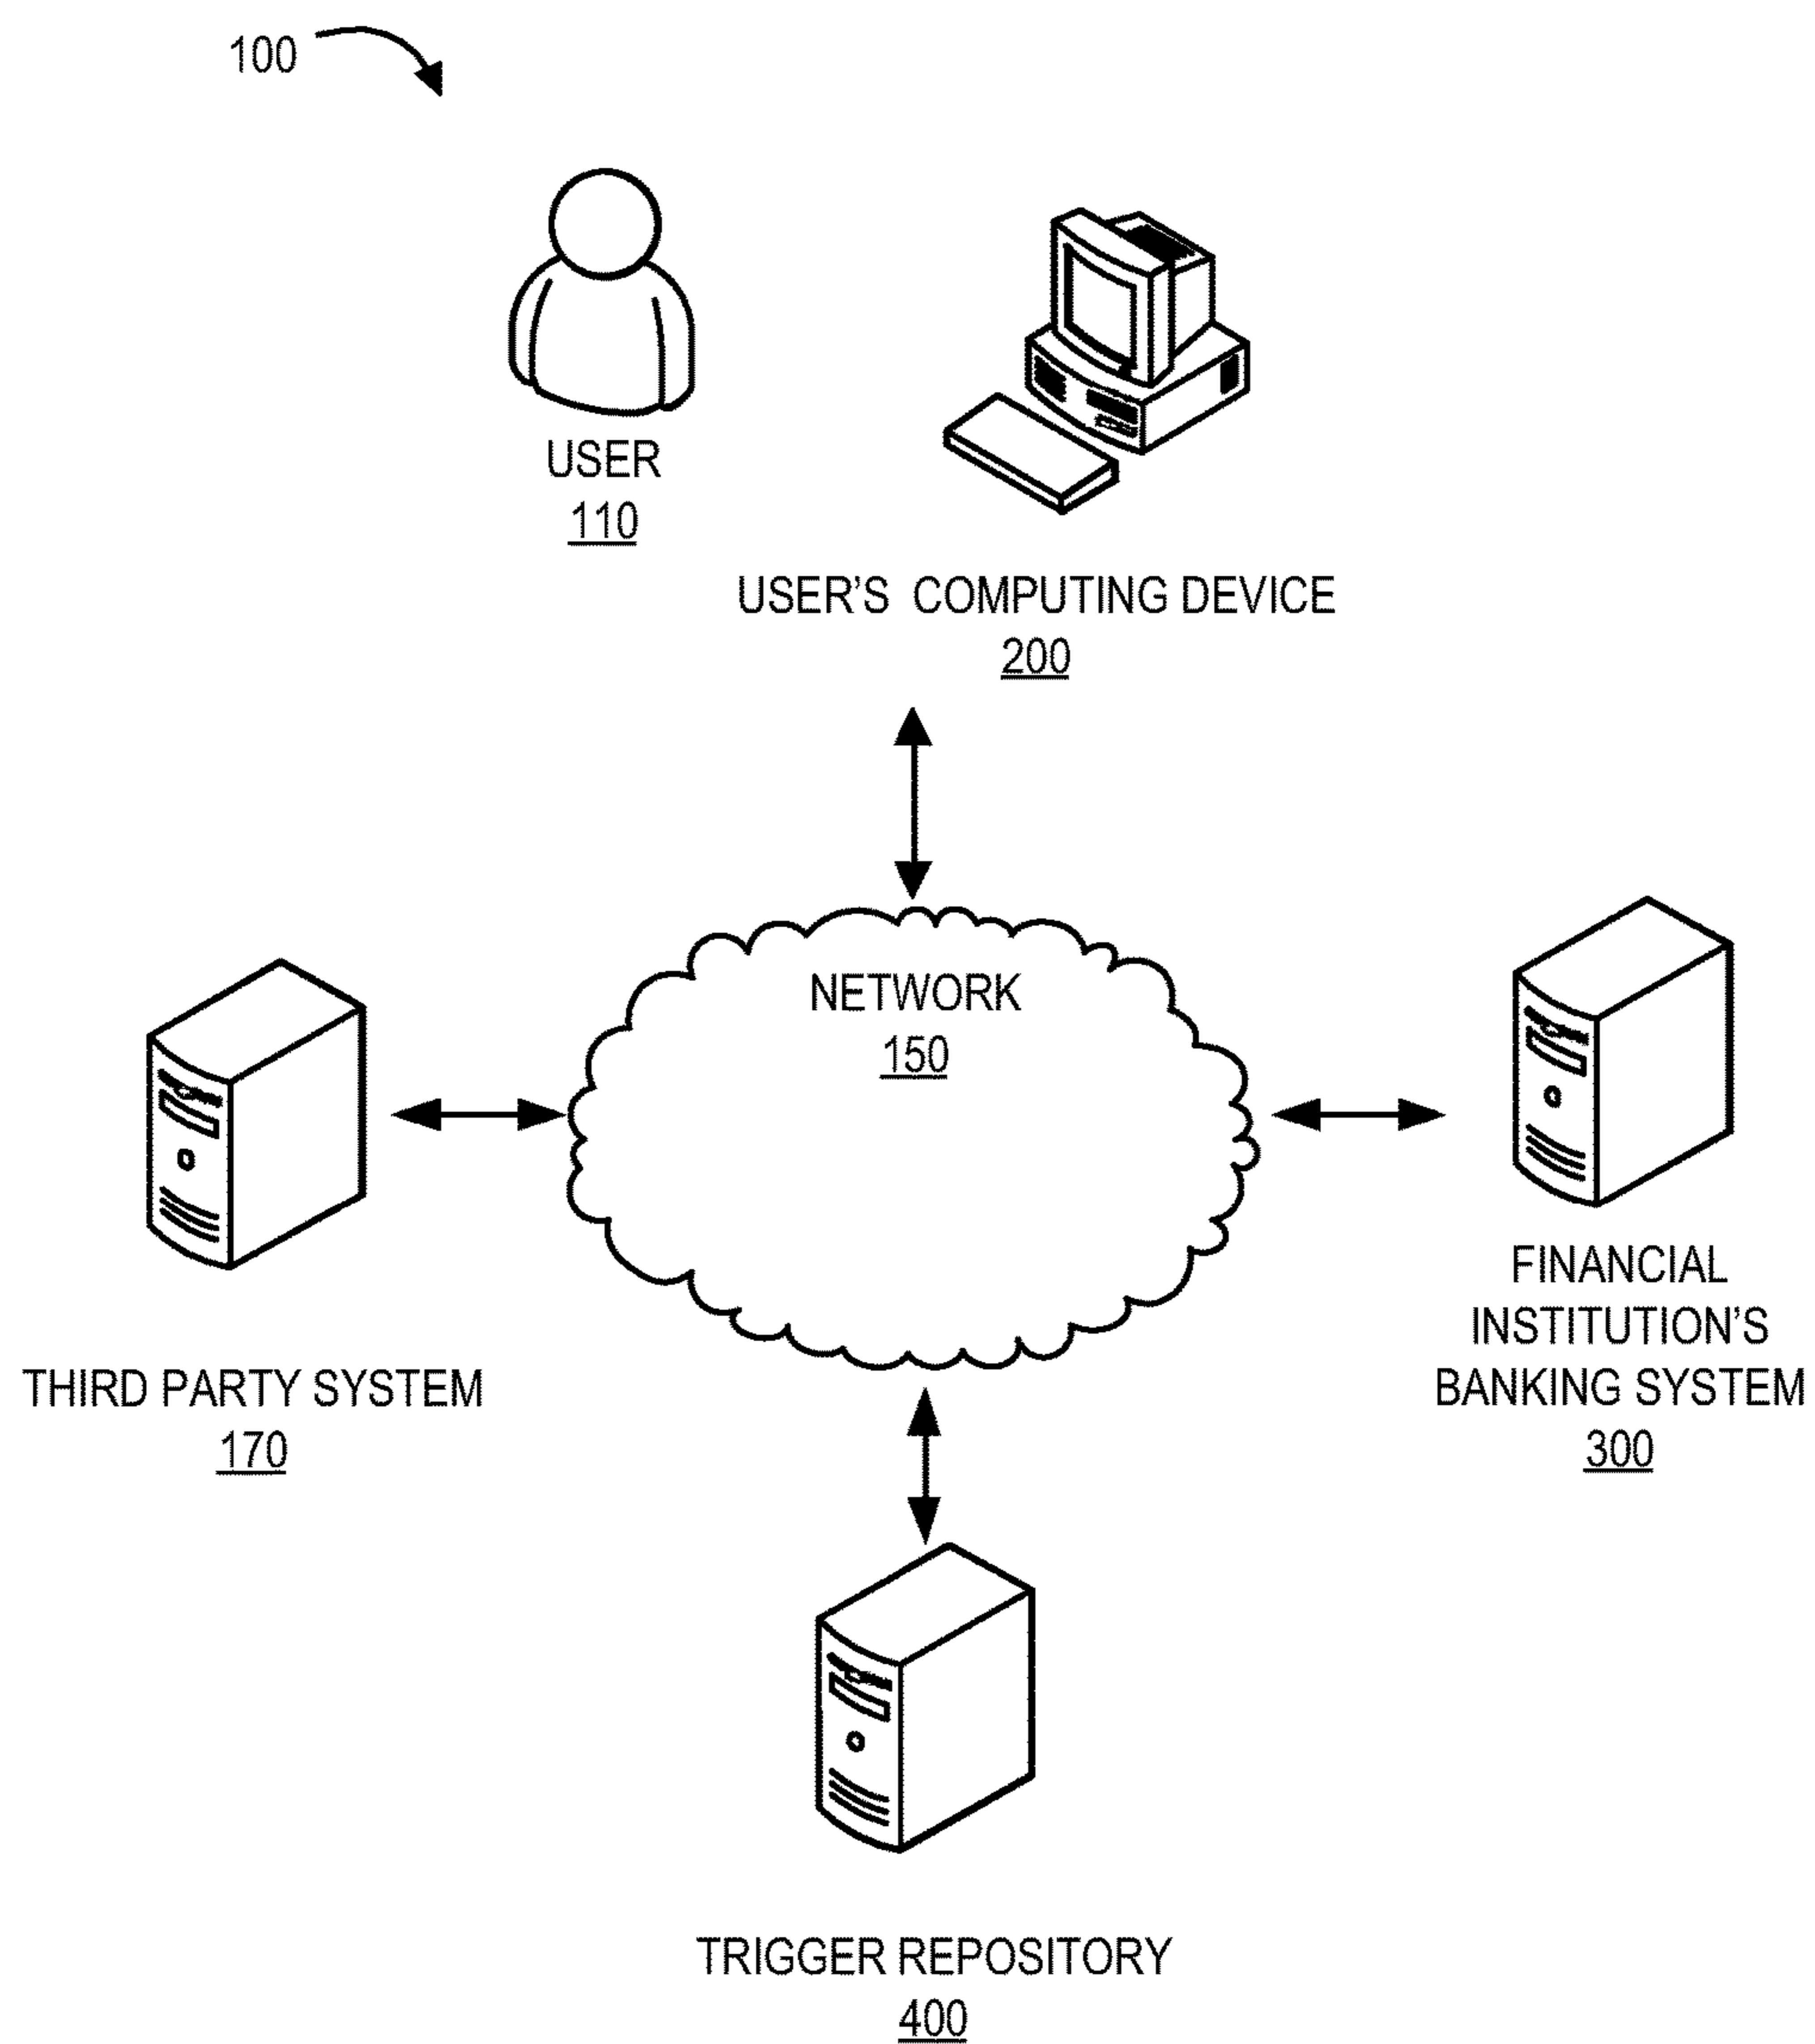 100
USER
110
USER'S COMPUTING DEVICE
200
NETWORK
150
THIRD PARTY SYSTEM
170
FINANCIAL
INSTITUTION'S
BANKING SYSTEM
300
TRIGGER REPOSITORY
400